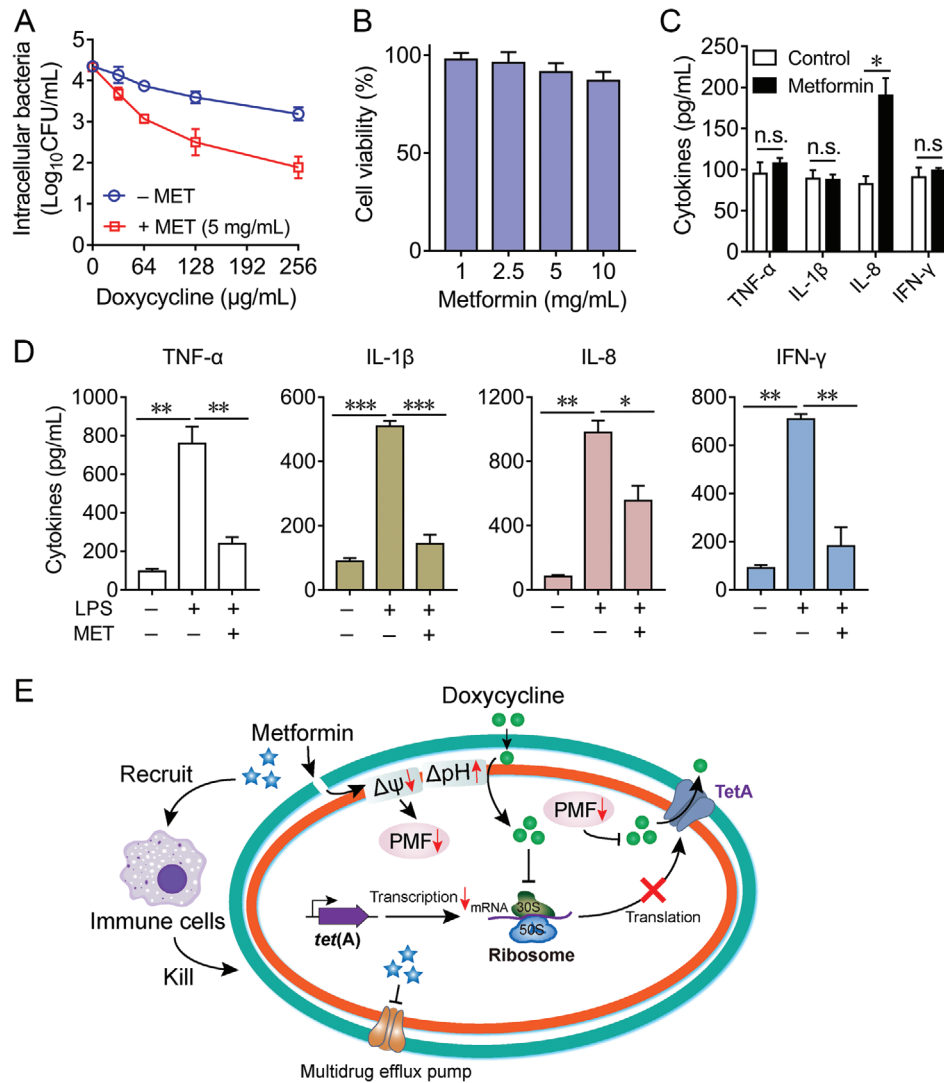 A
Intracellular bacteria
(Log10CFU/mL)
5
4
3
2
1
0
– MET
+ MET (5 mg/mL)
0 64 128 192 256
Doxycycline (µg/mL)
B
Cell viability (%)
100
50
0
1 2.5 5 10
Metformin (mg/mL)
C
Cytokines (pg/mL)
250
200
150
100
50
0
Control
Metformin
n.s. n.s. * n.s
TNF-α IL-1β IL-8 IFN-γ
D
TNF-α
Cytokines (pg/mL)
1000
800
600
400
200
0
** **
IL-1β
600
400
200
0
*** ***
IL-8
1200
900
600
300
0
** *
IFN-γ
800
600
400
200
0
** **
LPS – + + – + + – + + – + +
MET – – + – – + – – + – – +
E
Doxycycline
Metformin
Recruit
Δψ ΔpH
TetA
PMF
PMF
Immune cells
Transcription
mRNA
30S
50S
tet(A)
Ribosome
Translation
Kill
Multidrug efflux pump